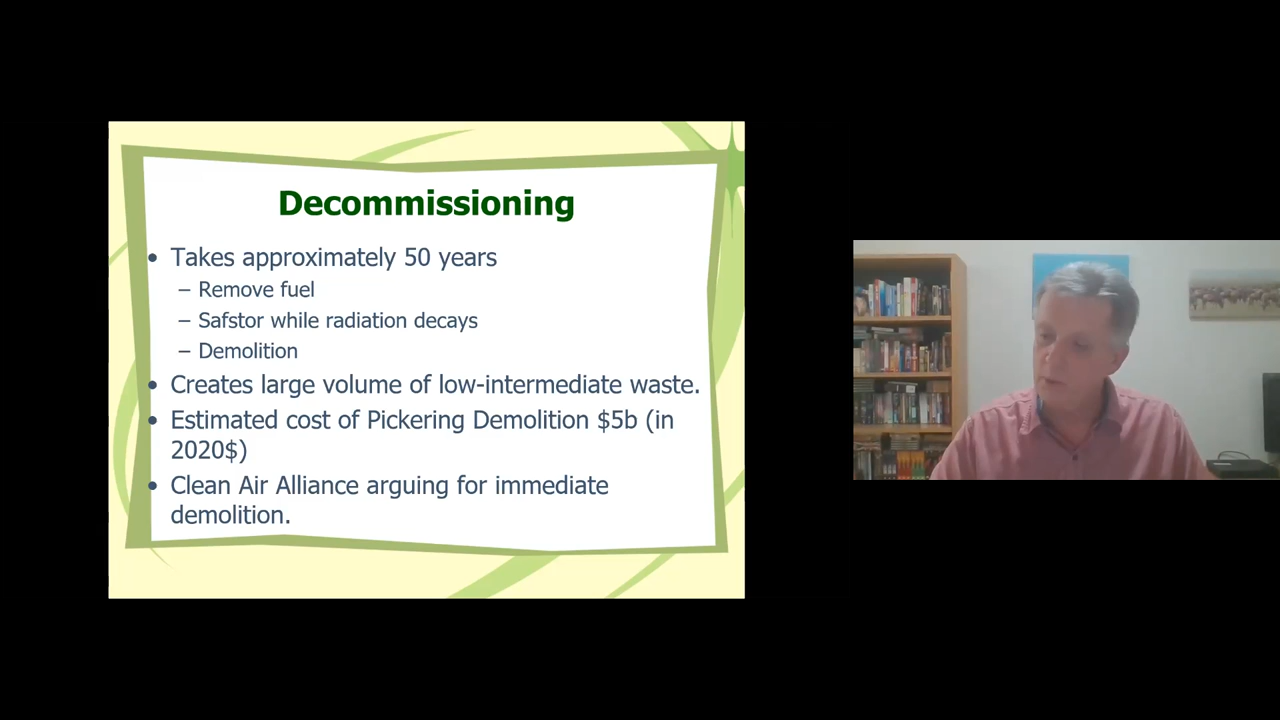 Decommissioning
• Takes approximately 50 years
– Remove fuel
– Safstor while radiation decays
– Demolition
• Creates large volume of low-intermediate waste.
• Estimated cost of Pickering Demolition $5b (in
2020$)
• Clean Air Alliance arguing for immediate
demolition.